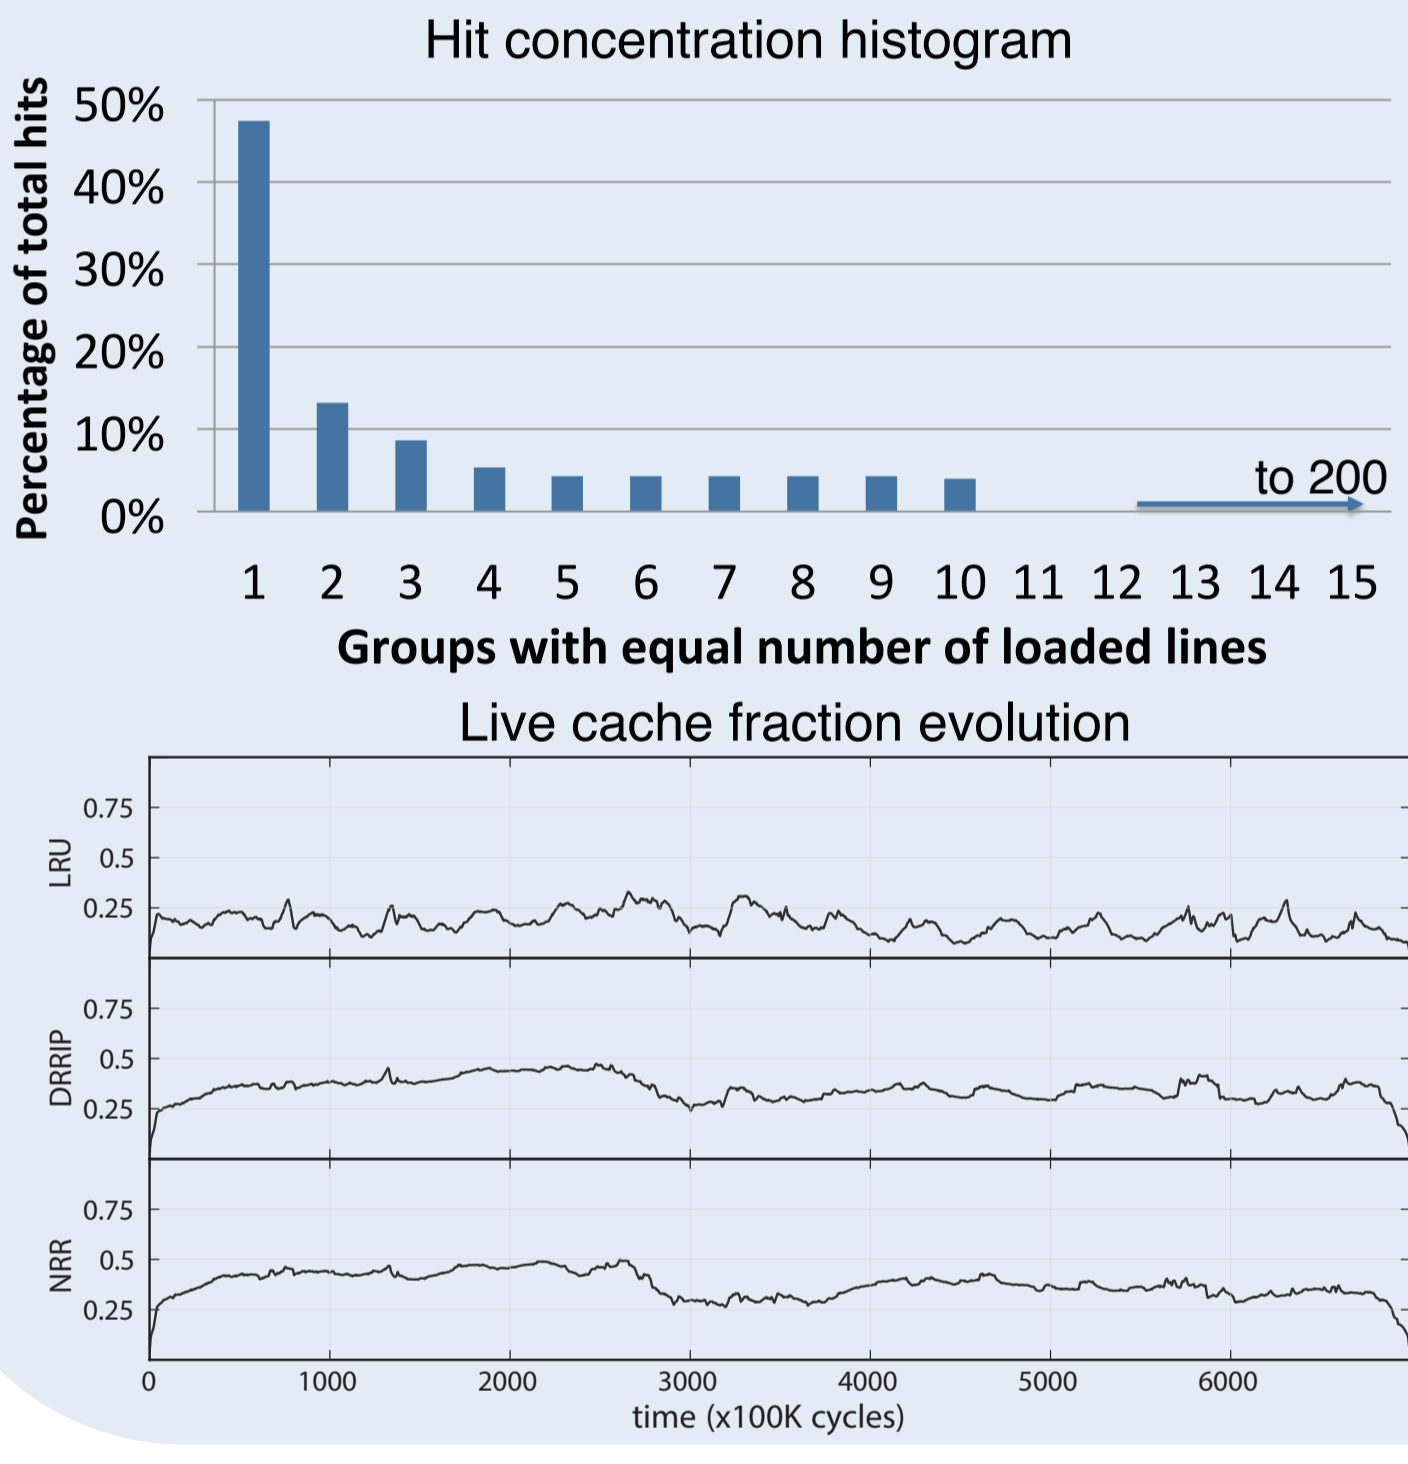 Hit concentration histogram
Percentage of total hits
50%
40%
30%
20%
10%
0%
to 200
1 2 3 4 5 6 7 8 9 10 11 12 13 14 15
Groups with equal number of loaded lines
Live cache fraction evolution
LRU
0.75
0.5
0.25
DRRIP
0.75
0.5
0.25
NRR
0.75
0.5
0.25
0 1000 2000 3000 4000 5000 6000
time (x100K cycles)